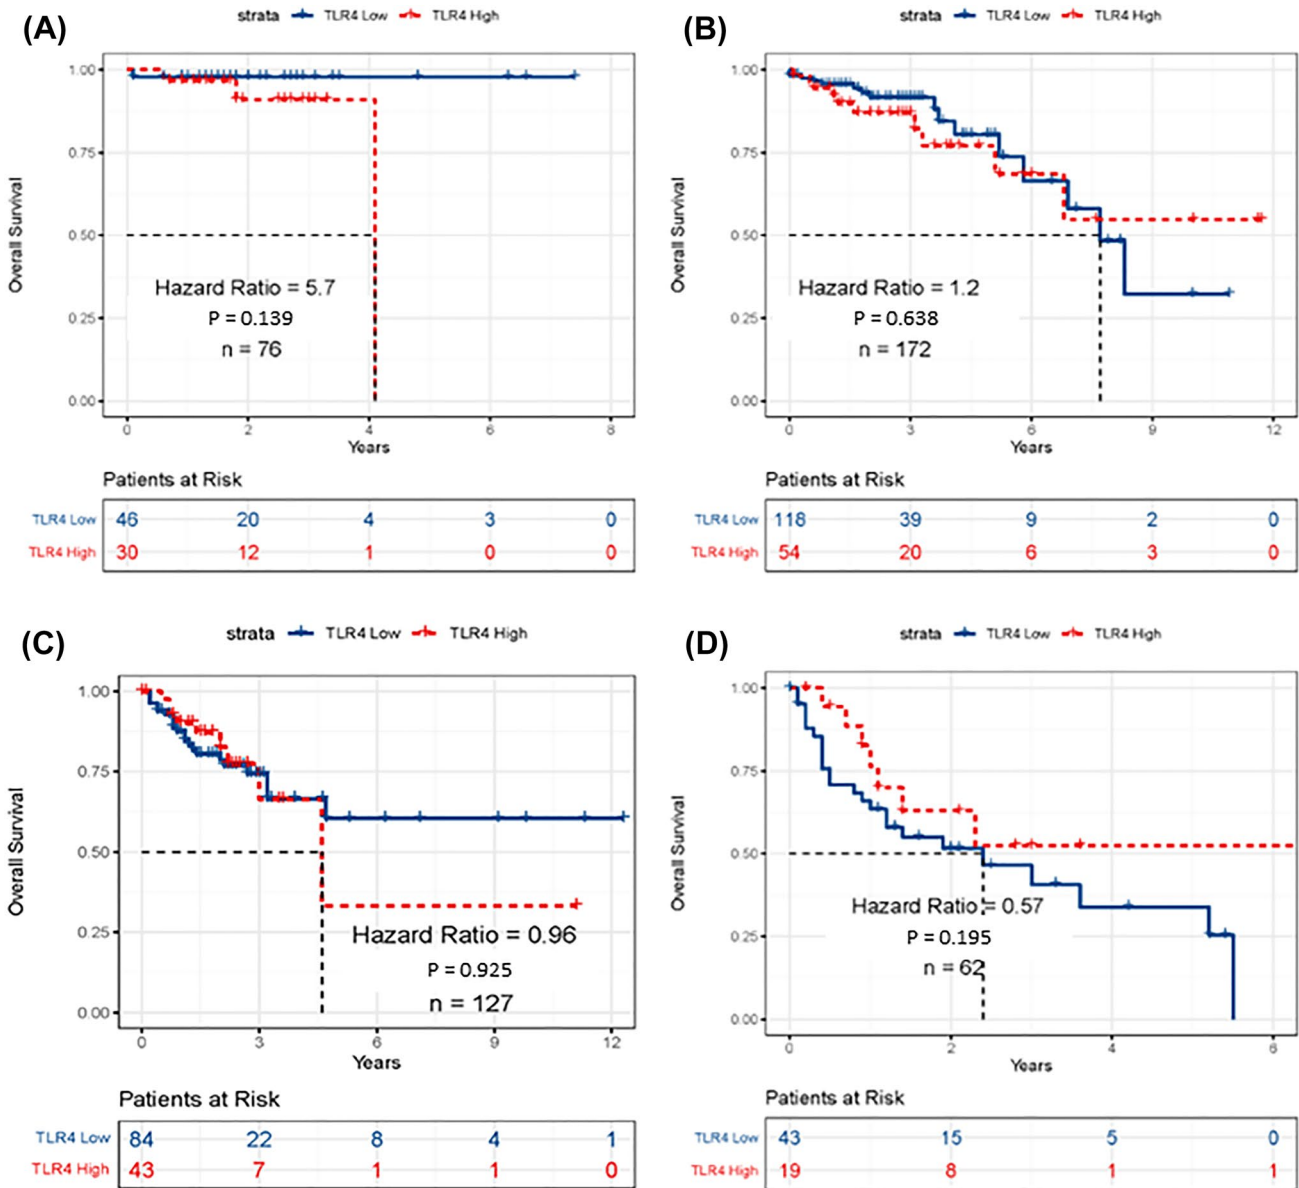 (A)
strata TLR4 Low TLR4 High
Overall Survival
1.00
0.75
0.50
0.25
0.00
Hazard Ratio = 5.7
P = 0.139
n = 76
0 2 4 6 8
Years
Patients at Risk
TLR4 Low 46 20 4 3 0
TLR4 High 30 12 1 0 0
(B)
strata TLR4 Low TLR4 High
Overall Survival
1.00
0.75
0.50
0.25
0.00
Hazard Ratio = 1.2
P = 0.638
n = 172
0 3 6 9 12
Years
Patients at Risk
TLR4 Low 118 39 9 2 0
TLR4 High 54 20 6 3 0
(C)
strata TLR4 Low TLR4 High
Overall Survival
1.00
0.75
0.50
0.25
0.00
Hazard Ratio = 0.96
P = 0.925
n = 127
0 3 6 9 12
Years
Patients at Risk
TLR4 Low 84 22 8 4 1
TLR4 High 43 7 1 1 0
(D)
strata TLR4 Low TLR4 High
Overall Survival
1.00
0.75
0.50
0.25
0.00
Hazard Ratio = 0.57
P = 0.195
n = 62
0 2 4 6
Years
Patients at Risk
TLR4 Low 43 15 5 0
TLR4 High 19 8 1 1